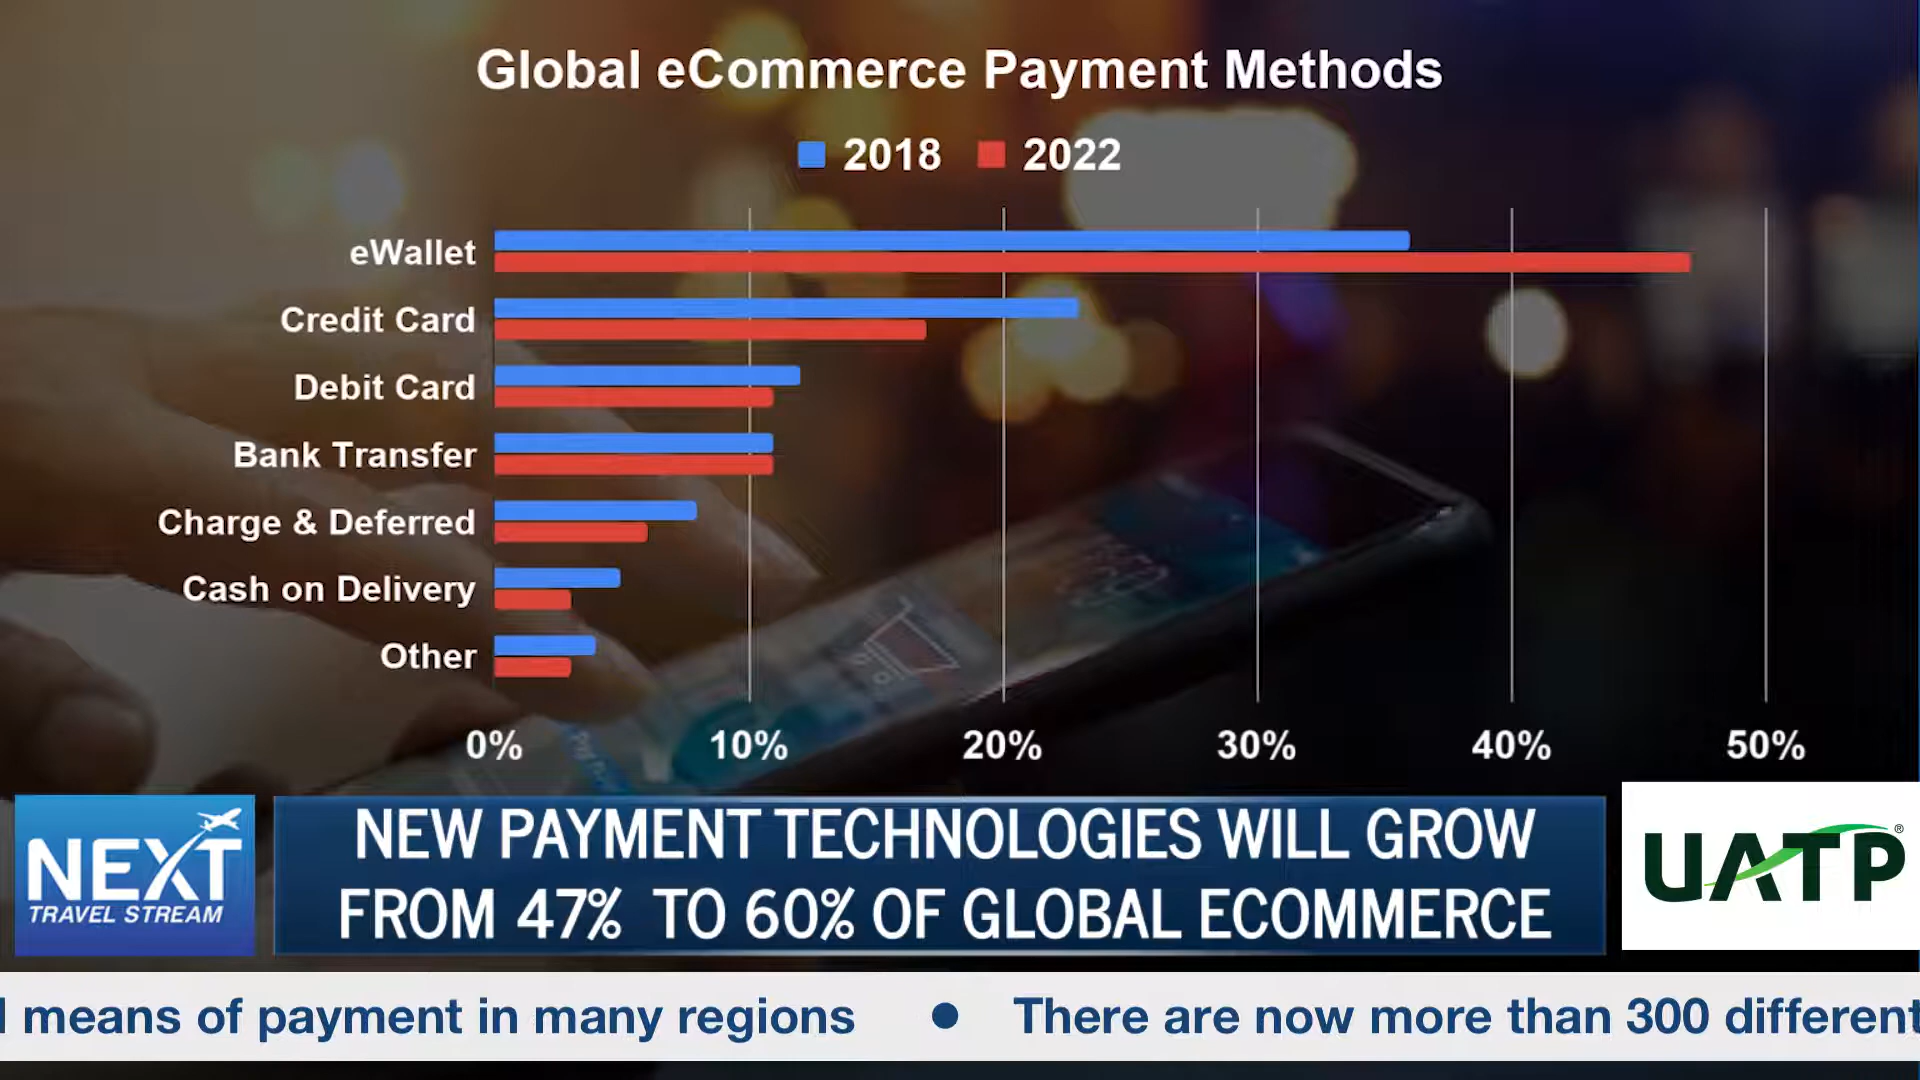 Global eCommerce Payment Methods
2018 2022
eWallet
Credit Card
Debit Card
Bank Transfer
Charge & Deferred
Cash on Delivery
Other
0% 10% 20% 30% 40% 50%
NEXT
TRAVEL STREAM
NEW PAYMENT TECHNOLOGIES WILL GROW
FROM 47% TO 60% OF GLOBAL ECOMMERCE
UATP®
means of payment in many regions • There are now more than 300 different